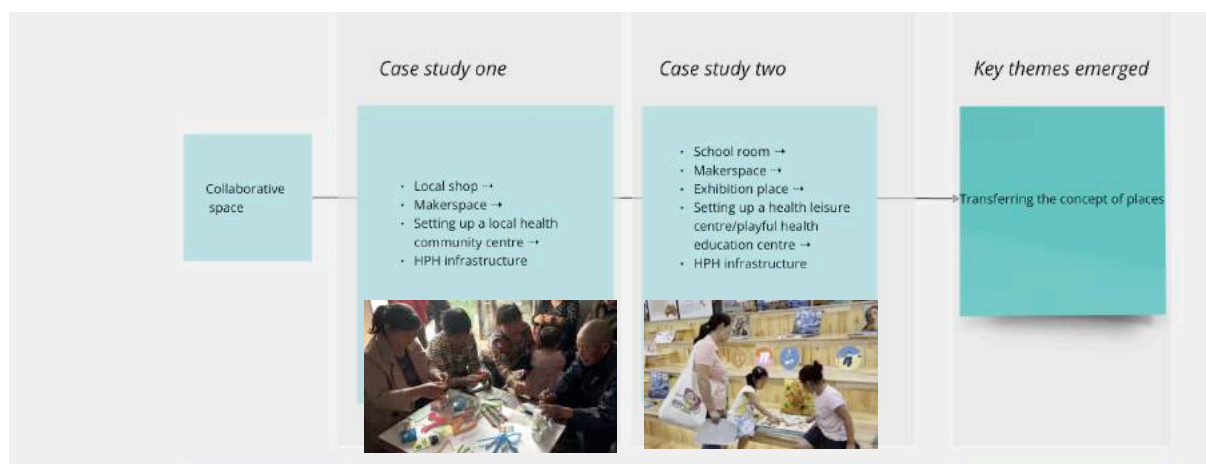 Case study one
Case study two
Key themes emerged
Collaborative
space
• Local shop ⇢
• Makerspace ⇢
• Setting up a local health
community centre ⇢
• HPH infrastructure
• School room ⇢
• Makerspace ⇢
• Exhibition place ⇢
• Setting up a health leisure
centre/playful health
education centre ⇢
• HPH infrastructure
Transferring the concept of places